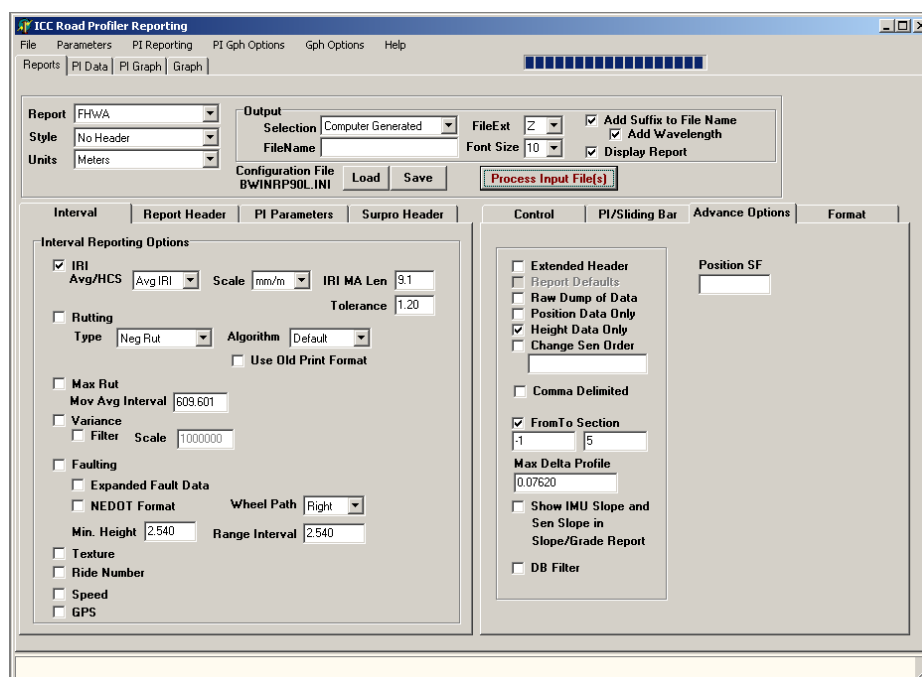 ICC Road Profiler Reporting
File Parameters PI Reporting PI Gph Options Gph Options Help
Reports PI Data PI Graph Graph
Report FHWA
Style No Header
Units Meters
Output
Selection Computer Generated FileExt Z
FileName Font Size 10
Add Suffix to File Name
Add Wavelength
Display Report
Configuration File
BWINRP90L.INI Load Save Process Input File(s)
Interval Report Header PI Parameters Surpro Header
Interval Reporting Options
IRI
Avg/HCS Avg IRI Scale mm/m IRI MA Len 9.1
Tolerance 1.20
Rutting
Type Neg Rut Algorithm Default
Use Old Print Format
Max Rut
Mov Avg Interval 609.601
Variance
Filter Scale 1000000
Faulting
Expanded Fault Data
NEDOT Format Wheel Path Right
Min. Height 2.540 Range Interval 2.540
Texture
Ride Number
Speed
GPS
Control PI/Sliding Bar Advance Options Format
Extended Header Position SF
Report Defaults
Raw Dump of Data
Position Data Only
Height Data Only
Change Sen Order
Comma Delimited
FromTo Section
-1 5
Max Delta Profile
0.07620
Show IMU Slope and
Sen Slope in
Slope/Grade Report
DB Filter